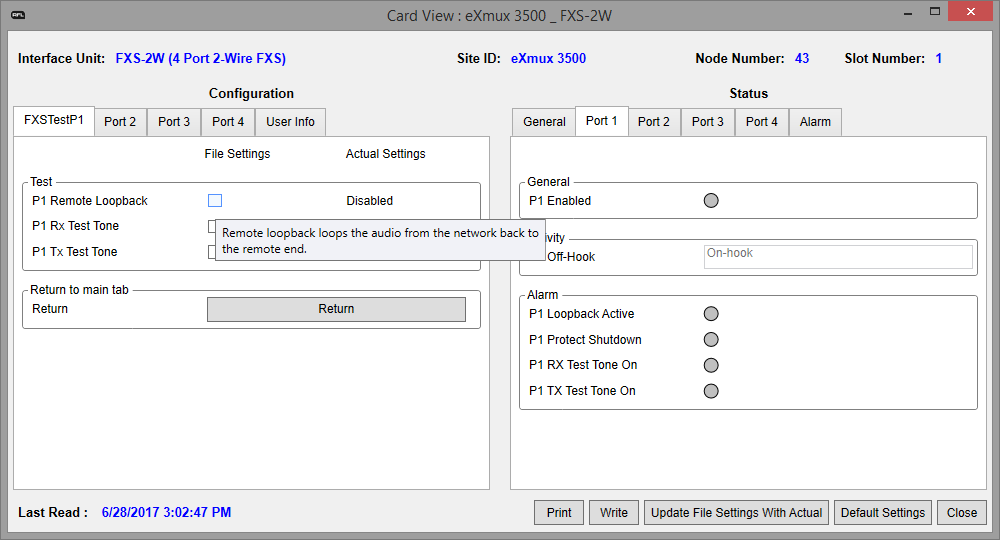 AFL
Card View : eXmux 3500 _ FXS-2W
Interface Unit: FXS-2W (4 Port 2-Wire FXS) Site ID: eXmux 3500 Node Number: 43 Slot Number: 1
Configuration
FXSTestP1 Port 2 Port 3 Port 4 User Info
File Settings Actual Settings
Test
P1 Remote Loopback Disabled
P1 Rx Test Tone
P1 Tx Test Tone
Remote loopback loops the audio from the network back to
the remote end.
Return to main tab
Return Return
Status
General Port 1 Port 2 Port 3 Port 4 Alarm
General
P1 Enabled
ivity
Off-Hook On-hook
Alarm
P1 Loopback Active
P1 Protect Shutdown
P1 RX Test Tone On
P1 TX Test Tone On
Last Read : 6/28/2017 3:02:47 PM Print Write Update File Settings With Actual Default Settings Close